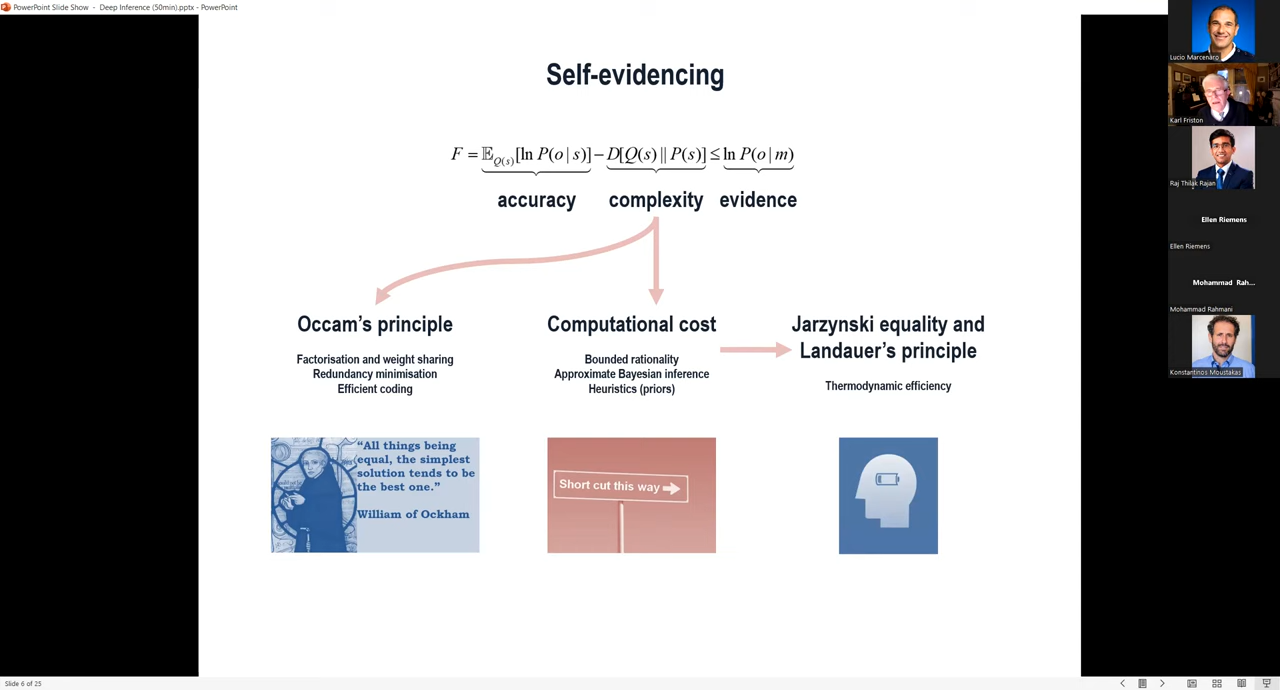 PowerPoint Slide Show - Deep Inference (50min).pptx - PowerPoint
Self-evidencing
F = 𝔼_Q(s)[ln P(o | s)] − D[Q(s) || P(s)] ≤ ln P(o | m)
accuracy complexity evidence
Occam's principle
Factorisation and weight sharing
Redundancy minimisation
Efficient coding
Computational cost
Bounded rationality
Approximate Bayesian inference
Heuristics (priors)
Jarzynski equality and
Landauer's principle
Thermodynamic efficiency
“All things being
equal, the simplest
solution tends to be
the best one.”
William of Ockham
Short cut this way
Lucio Marcenaro
Karl Friston
Raj Thilak Rajan
Ellen Riemens
Ellen Riemens
Mohammad Rah...
Mohammad Rahmani
Konstantinos Moustakas
Slide 6 of 25